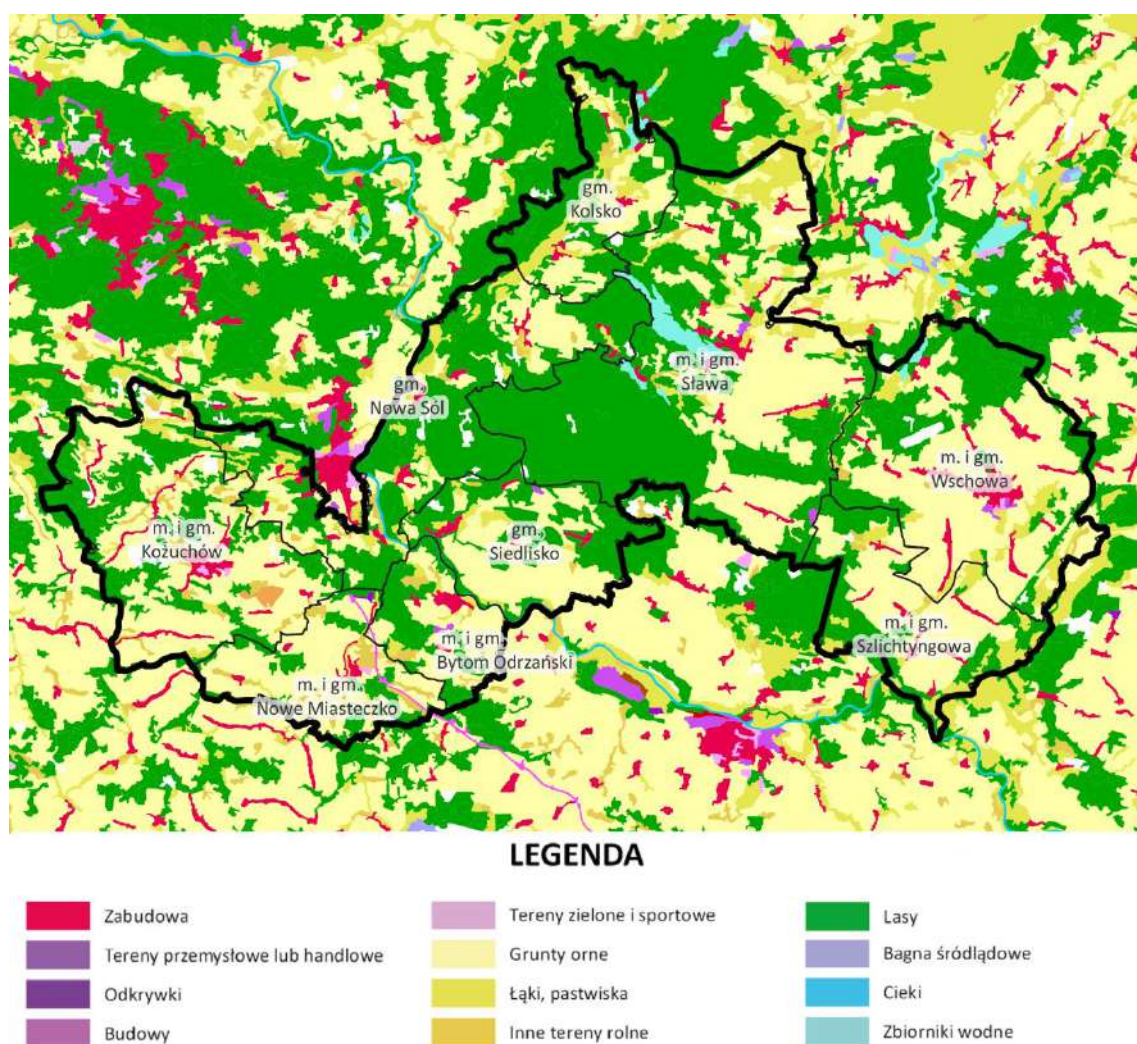 gm.
Kolsko
m. i gm.
Sława
gm.
Nowa Sól
m. i gm.
Wschowa
m. i gm.
Kożuchów
gm.
Siedlisko
m. i gm.
Bytom Odrzański
m. i gm.
Szlichtyngowa
m. i gm.
Nowe Miasteczko
LEGENDA
Zabudowa
Tereny przemysłowe lub handlowe
Odkrywki
Budowy
Tereny zielone i sportowe
Grunty orne
Łąki, pastwiska
Inne tereny rolne
Lasy
Bagna śródlądowe
Cieki
Zbiorniki wodne